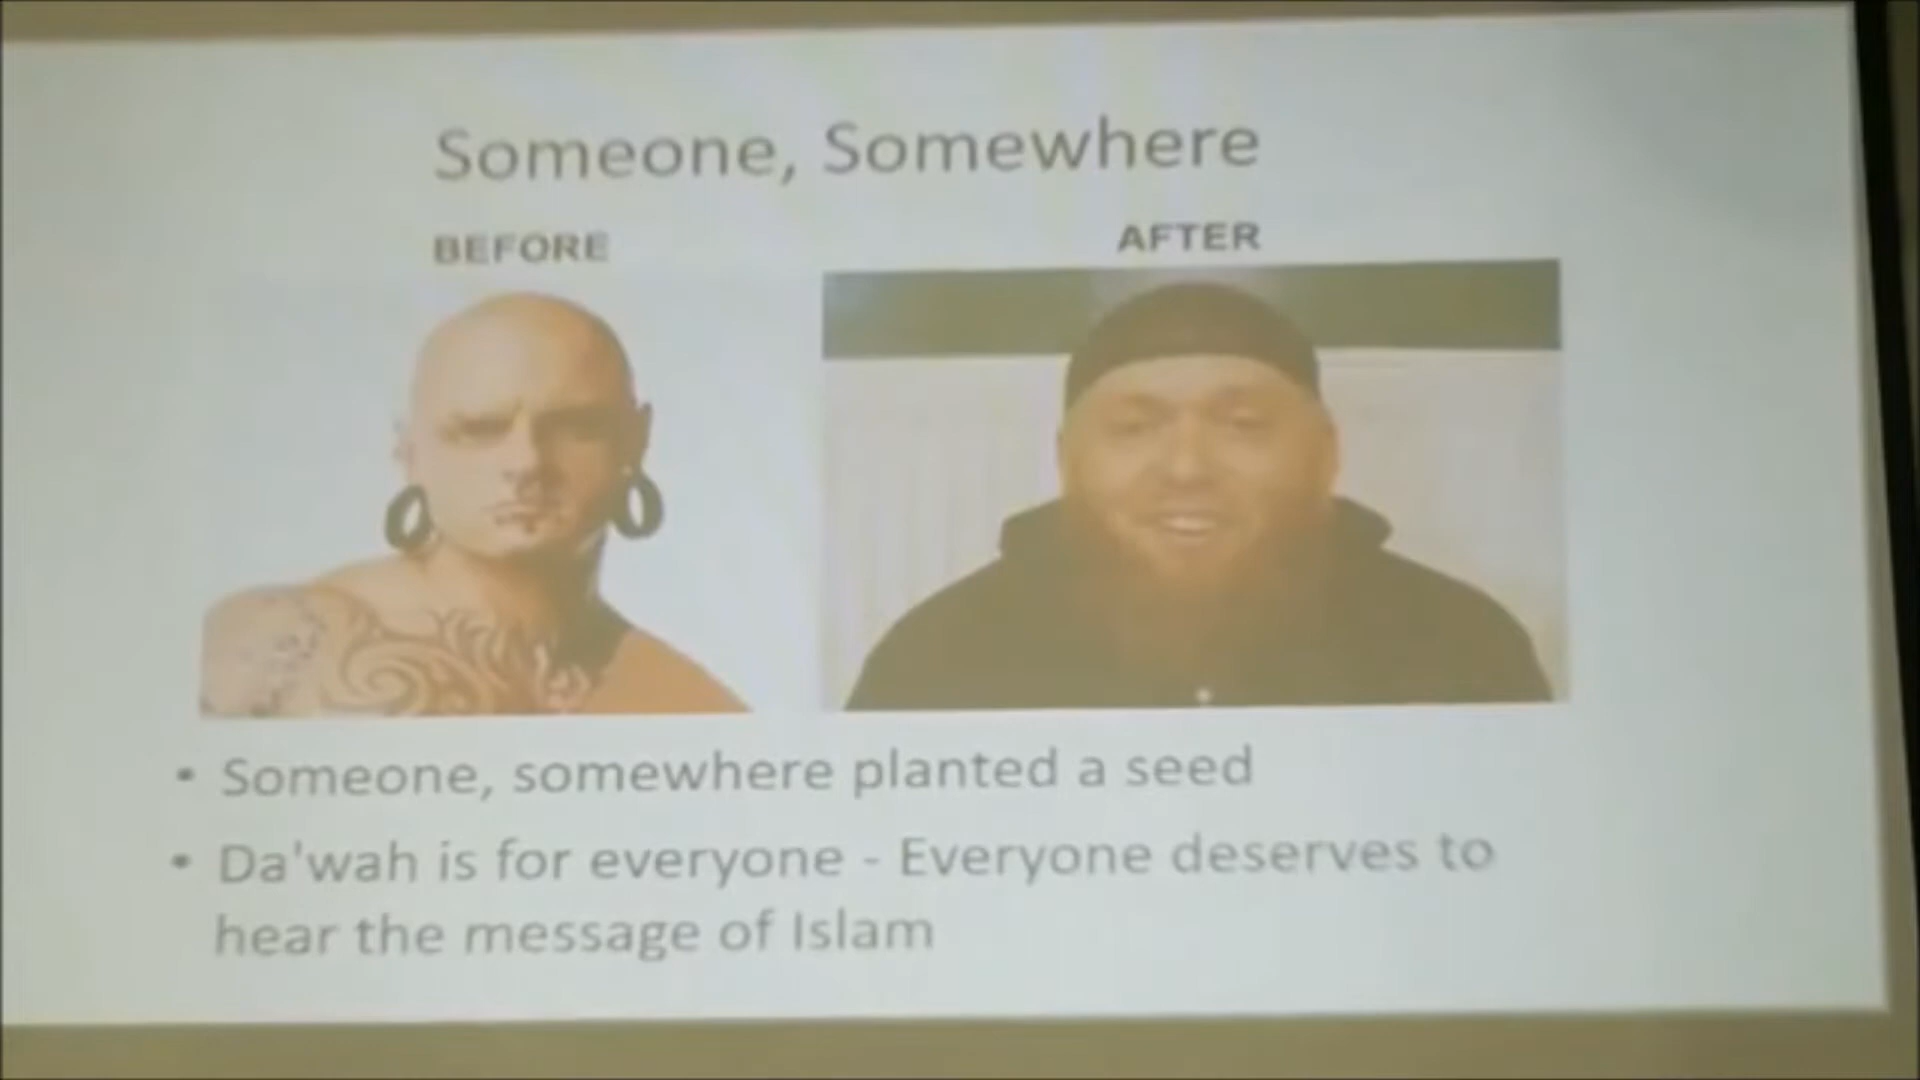 Someone, Somewhere
BEFORE
AFTER
• Someone, somewhere planted a seed
• Da'wah is for everyone - Everyone deserves to
hear the message of Islam